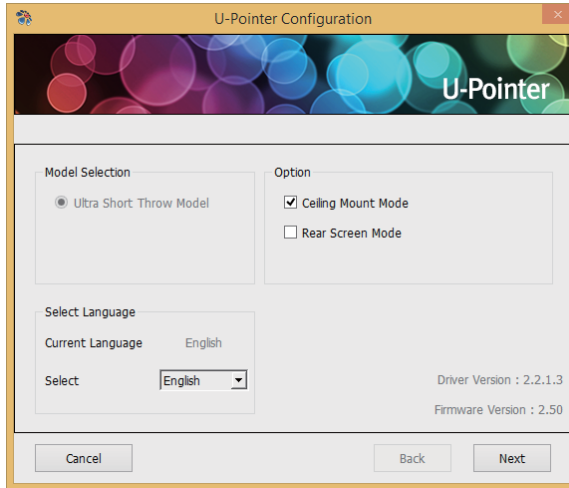 U-Pointer Configuration
U-Pointer
Model Selection
Ultra Short Throw Model
Option
Ceiling Mount Mode
Rear Screen Mode
Select Language
Current Language English
Select English
Driver Version : 2.2.1.3
Firmware Version : 2.50
Cancel Back Next